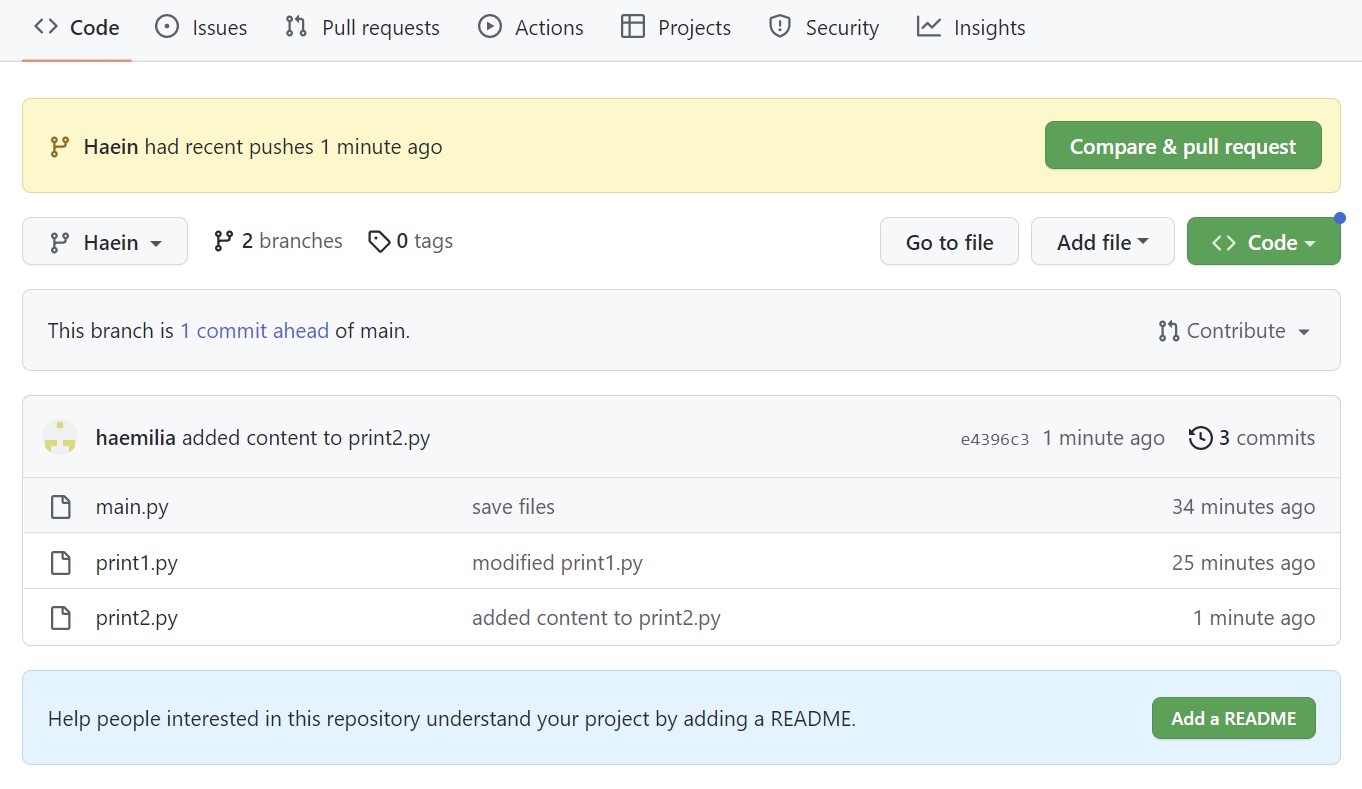 Code Issues Pull requests Actions Projects Security Insights
Haein had recent pushes 1 minute ago Compare & pull request
Haein 2 branches 0 tags Go to file Add file Code
This branch is 1 commit ahead of main. Contribute
haemilia added content to print2.py e4396c3 1 minute ago 3 commits
main.py save files 34 minutes ago
print1.py modified print1.py 25 minutes ago
print2.py added content to print2.py 1 minute ago
Help people interested in this repository understand your project by adding a README. Add a README